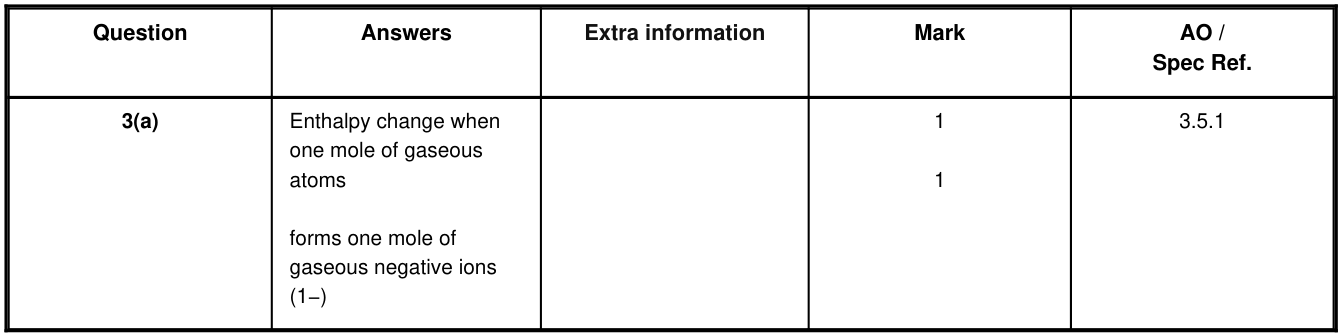 Question Answers Extra information Mark AO /
Spec Ref.
3(a) Enthalpy change when 1 3.5.1
one mole of gaseous
atoms 1
forms one mole of
gaseous negative ions
(1–)